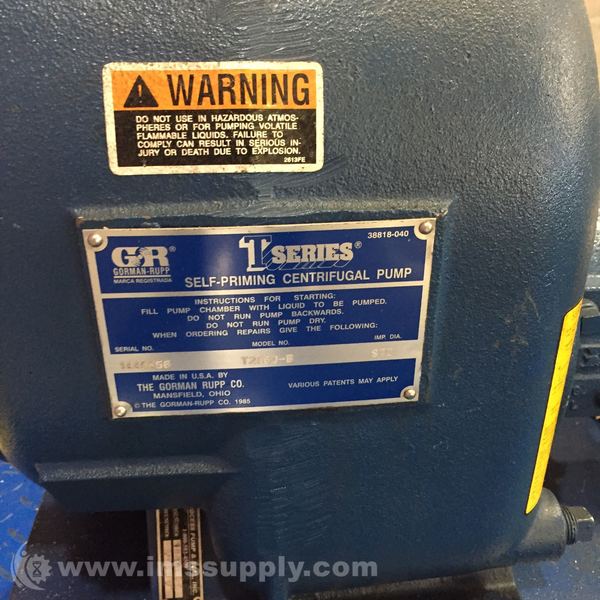 WARNING
DO NOT USE IN HAZARDOUS ATMOS-
PHERES OR FOR PUMPING VOLATILE
FLAMMABLE LIQUIDS. FAILURE TO
COMPLY CAN RESULT IN SERIOUS IN-
JURY OR DEATH DUE TO EXPLOSION.
2613FE
38818-040
GR®
GORMAN-RUPP
MARCA REGISTRADA
T SERIES®
SELF-PRIMING CENTRIFUGAL PUMP
INSTRUCTIONS FOR STARTING:
FILL PUMP CHAMBER WITH LIQUID TO BE PUMPED.
DO NOT RUN PUMP BACKWARDS.
DO NOT RUN PUMP DRY.
WHEN ORDERING REPAIRS GIVE THE FOLLOWING:
SERIAL NO. MODEL NO. IMP. DIA.
MADE IN U.S.A. BY
THE GORMAN RUPP CO.
MANSFIELD, OHIO
VARIOUS PATENTS MAY APPLY
© THE GORMAN-RUPP CO. 1985
www.imssupply.com